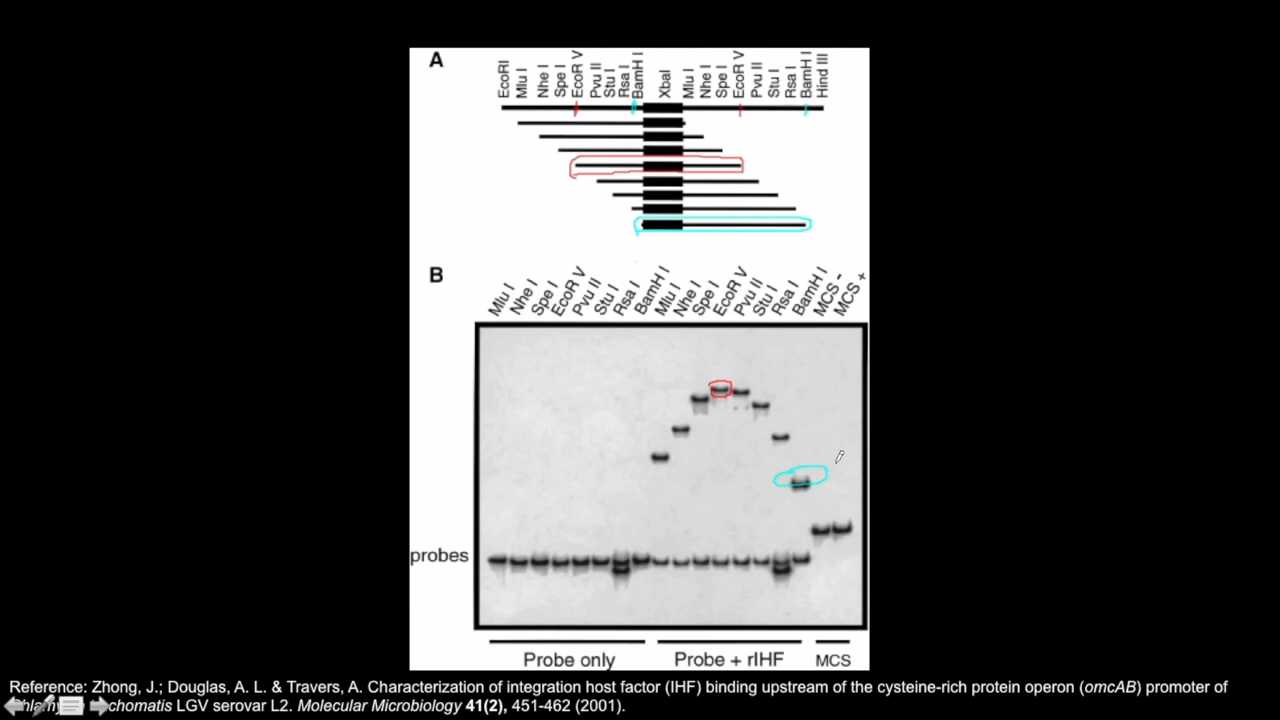 A
EcoRI
Mlu I
Nhe I
Spe I
EcoR V
Pvu II
Stu I
Rsa I
BamH I
XbaI
Mlu I
Nhe I
Spe I
EcoR V
Pvu II
Stu I
Rsa I
BamH I
Hind III
B
Mlu I
Nhe I
Spe I
EcoR V
Pvu II
Stu I
Rsa I
BamH I
Mlu I
Nhe I
Spe I
EcoR V
Pvu II
Stu I
Rsa I
BamH I
MCS -
MCS +
probes
Probe only
Probe + rIHF
MCS
Reference: Zhong, J.; Douglas, A. L. & Travers, A. Characterization of integration host factor (IHF) binding upstream of the cysteine-rich protein operon (omcAB) promoter of
LGV serovar L2. Molecular Microbiology 41(2), 451-462 (2001).